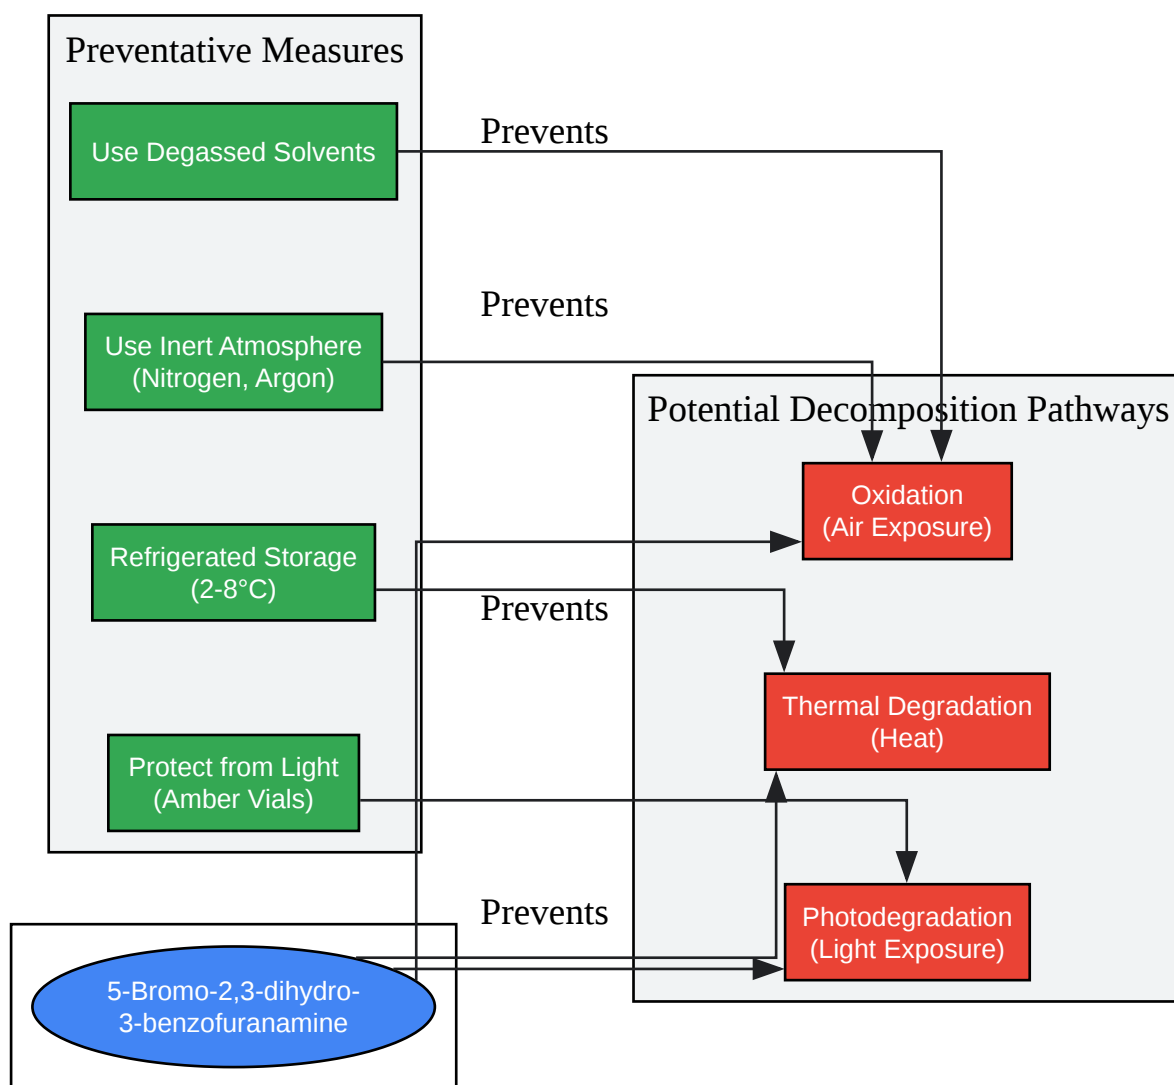 Preventative Measures
Use Degassed Solvents
Prevents
Use Inert Atmosphere
(Nitrogen, Argon)
Prevents
Potential Decomposition Pathways
Oxidation
(Air Exposure)
Refrigerated Storage
(2-8°C)
Prevents
Thermal Degradation
(Heat)
Protect from Light
(Amber Vials)
Prevents
Photodegradation
(Light Exposure)
5-Bromo-2,3-dihydro-
3-benzofuranamine